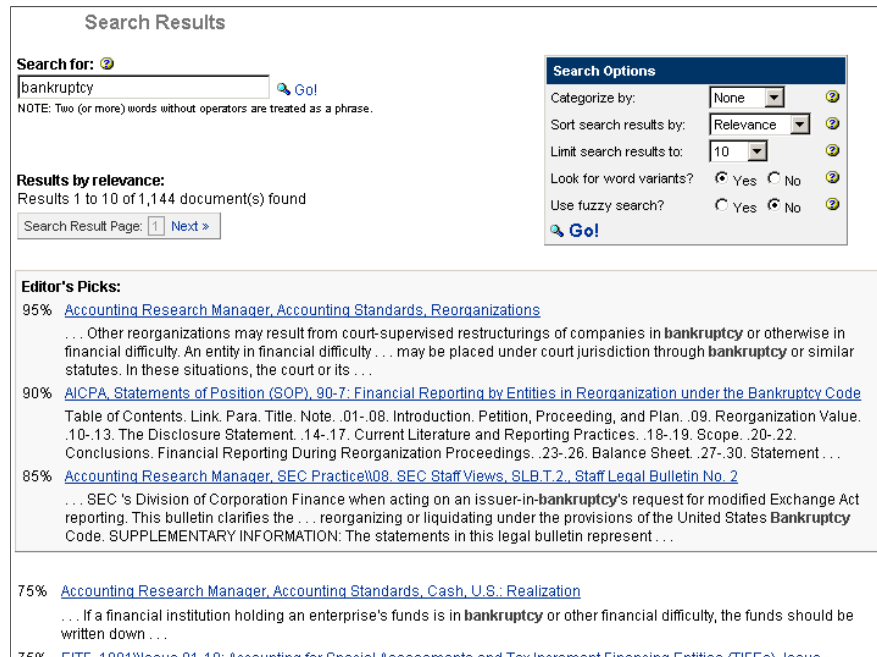 Search Results
Search for:
bankruptcy
Go!
NOTE: Two (or more) words without operators are treated as a phrase.
Search Options
Categorize by: None
Sort search results by: Relevance
Limit search results to: 10
Look for word variants? Yes No
Use fuzzy search? Yes No
Go!
Results by relevance:
Results 1 to 10 of 1,144 document(s) found
Search Result Page: 1 Next »
Editor's Picks:
95% Accounting Research Manager, Accounting Standards, Reorganizations
. . . Other reorganizations may result from court-supervised restructurings of companies in bankruptcy or otherwise in
financial difficulty. An entity in financial difficulty . . . may be placed under court jurisdiction through bankruptcy or similar
statutes. In these situations, the court or its . . .
90% AICPA, Statements of Position (SOP), 90-7: Financial Reporting by Entities in Reorganization under the Bankruptcy Code
Table of Contents. Link. Para. Title. Note. .01-.08. Introduction. Petition, Proceeding, and Plan. .09. Reorganization Value.
.10-.13. The Disclosure Statement. .14-.17. Current Literature and Reporting Practices. .18-.19. Scope. .20-.22.
Conclusions. Financial Reporting During Reorganization Proceedings. .23-.26. Balance Sheet. .27-.30. Statement . . .
85% Accounting Research Manager, SEC Practice\\08. SEC Staff Views, SLB.T.2., Staff Legal Bulletin No. 2
. . . SEC 's Division of Corporation Finance when acting on an issuer-in-bankruptcy's request for modified Exchange Act
reporting. This bulletin clarifies the . . . reorganizing or liquidating under the provisions of the United States Bankruptcy
Code. SUPPLEMENTARY INFORMATION: The statements in this legal bulletin represent . . .
75% Accounting Research Manager, Accounting Standards, Cash, U.S.: Realization
. . . If a financial institution holding an enterprise's funds is in bankruptcy or other financial difficulty, the funds should be
written down . . .
75% Accounting for Special Assessments and Tax Increment Financing Entities (TIFEs), Issue